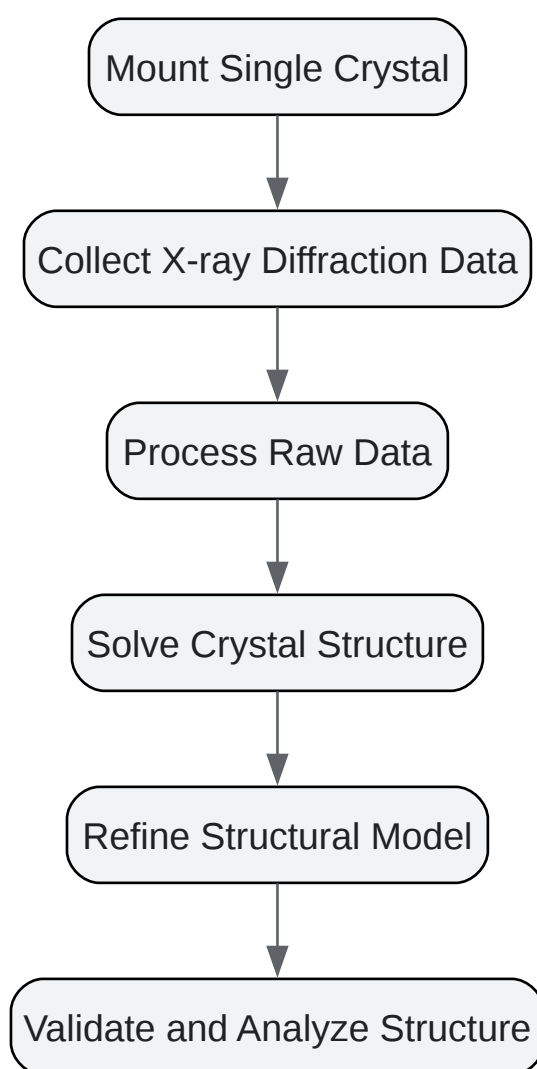 Mount Single Crystal
Collect X-ray Diffraction Data
Process Raw Data
Solve Crystal Structure
Refine Structural Model
Validate and Analyze Structure